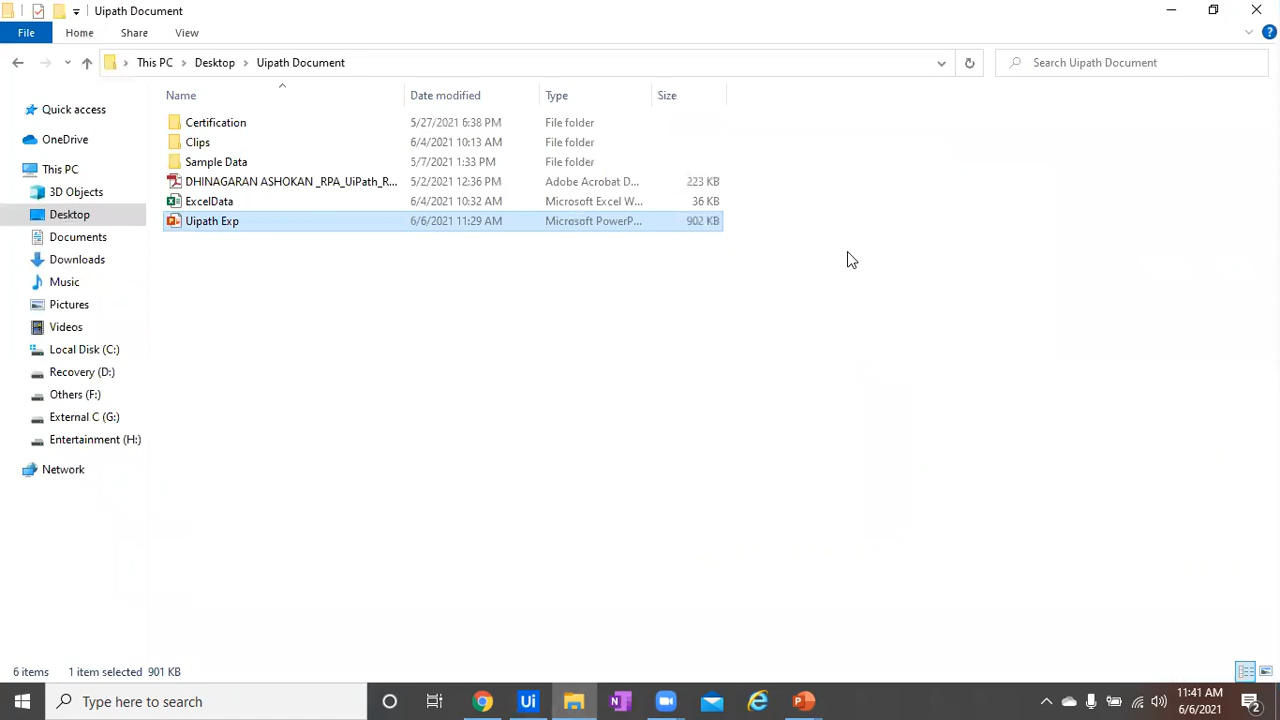 Uipath Document
File Home Share View
This PC Desktop Uipath Document Search Uipath Document
Name Date modified Type Size
Quick access
OneDrive
This PC
3D Objects
Desktop
Documents
Downloads
Music
Pictures
Videos
Local Disk (C:)
Recovery (D:)
Others (F:)
External C (G:)
Entertainment (H:)
Network
Certification 5/27/2021 6:38 PM File folder
Clips 6/4/2021 10:13 AM File folder
Sample Data 5/7/2021 1:33 PM File folder
DHINAGARAN ASHOKAN _RPA_UiPath_R... 5/2/2021 12:36 PM Adobe Acrobat D... 223 KB
ExcelData 6/4/2021 10:32 AM Microsoft Excel W... 36 KB
Uipath Exp 6/6/2021 11:29 AM Microsoft PowerP... 902 KB
6 items 1 item selected 901 KB
Type here to search
Ui
11:41 AM
6/6/2021
2